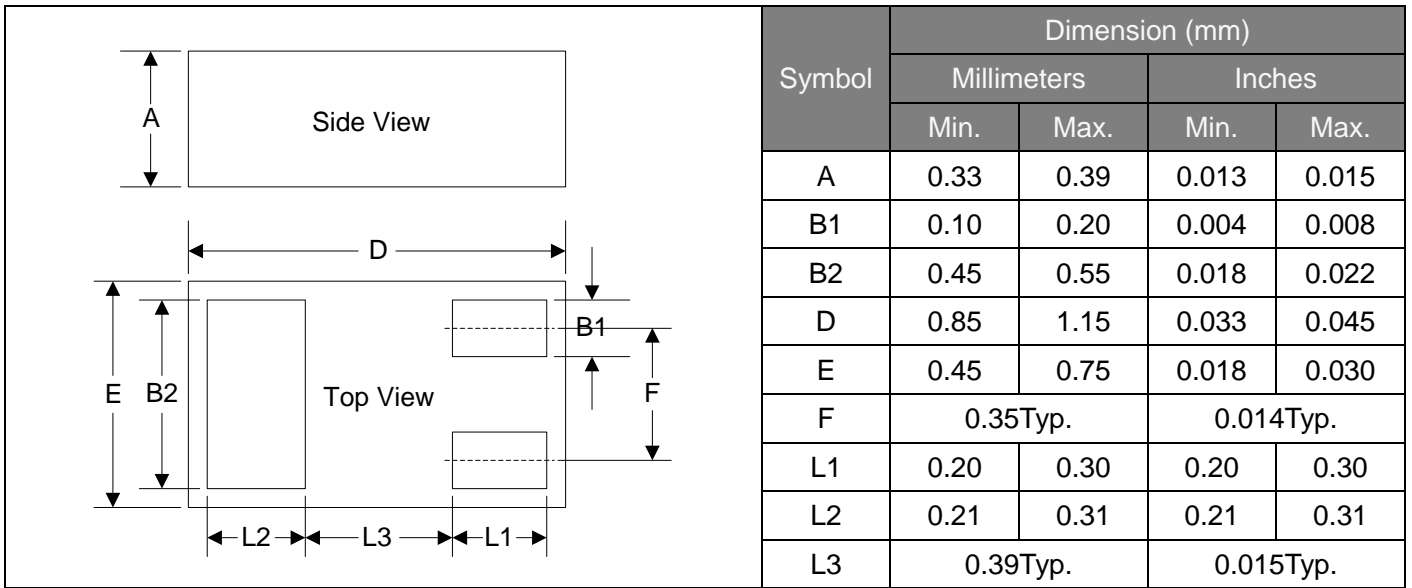 A
Side View
D
E
B2
Top View
B1
F
L2
L3
L1
Symbol
Dimension (mm)
Millimeters Inches
Min. Max. Min. Max.
A 0.33 0.39 0.013 0.015
B1 0.10 0.20 0.004 0.008
B2 0.45 0.55 0.018 0.022
D 0.85 1.15 0.033 0.045
E 0.45 0.75 0.018 0.030
F 0.35Typ. 0.014Typ.
L1 0.20 0.30 0.20 0.30
L2 0.21 0.31 0.21 0.31
L3 0.39Typ. 0.015Typ.